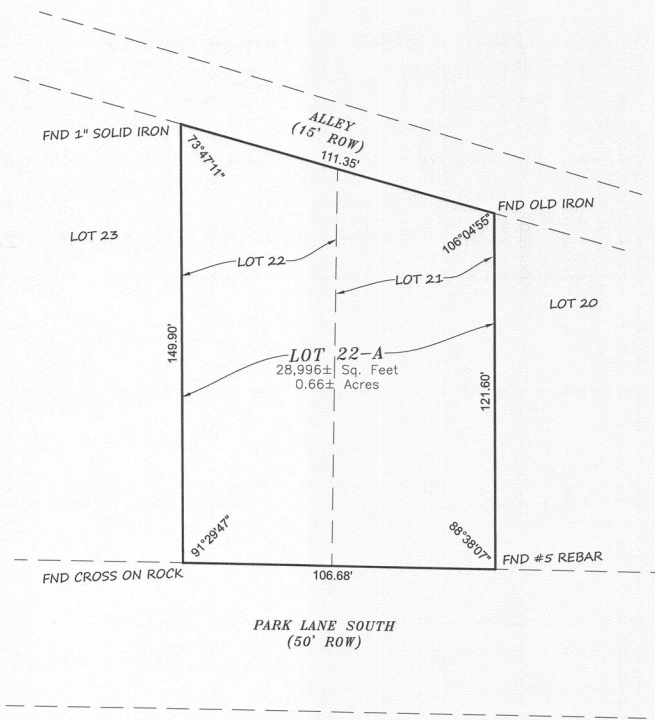 ALLEY
(15' ROW)
111.35'
FND 1" SOLID IRON
73°47'11"
FND OLD IRON
106°04'55"
LOT 23
LOT 22
LOT 21
LOT 20
149.90'
LOT 22-A
28,996± Sq. Feet
0.66± Acres
121.60'
91°29'47"
88°38'07"
FND #5 REBAR
FND CROSS ON ROCK
106.68'
PARK LANE SOUTH
(50' ROW)